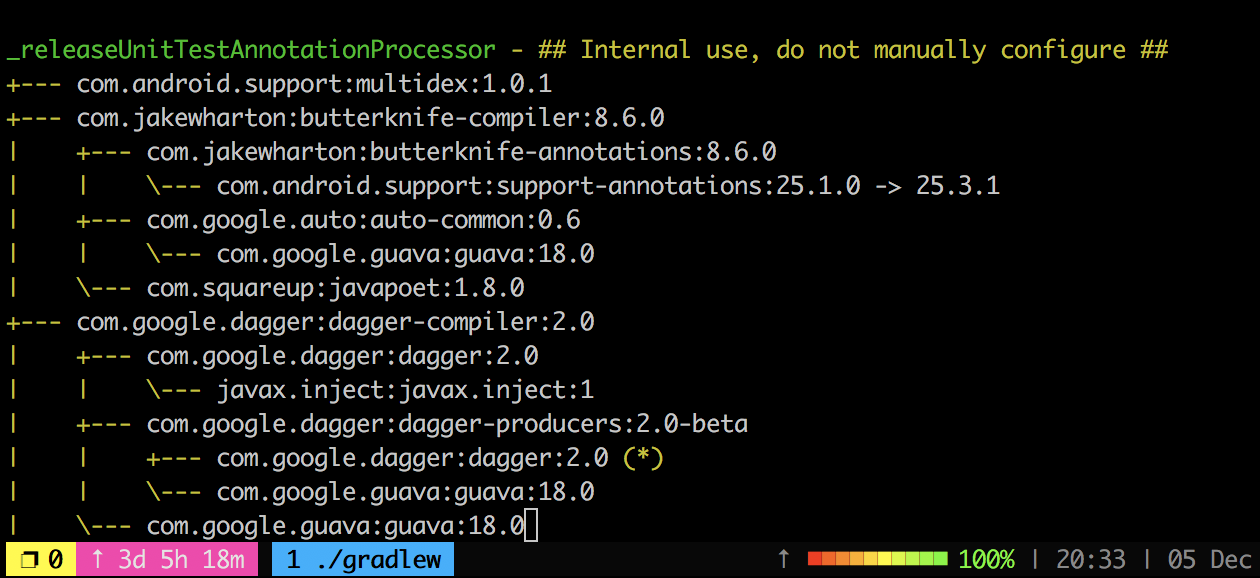 _releaseUnitTestAnnotationProcessor - ## Internal use, do not manually configure ##
+--- com.android.support:multidex:1.0.1
+--- com.jakewharton:butterknife-compiler:8.6.0
|    +--- com.jakewharton:butterknife-annotations:8.6.0
|    |    \--- com.android.support:support-annotations:25.1.0 -> 25.3.1
|    +--- com.google.auto:auto-common:0.6
|    |    \--- com.google.guava:guava:18.0
|    \--- com.squareup:javapoet:1.8.0
+--- com.google.dagger:dagger-compiler:2.0
|    +--- com.google.dagger:dagger:2.0
|    |    \--- javax.inject:javax.inject:1
|    +--- com.google.dagger:dagger-producers:2.0-beta
|    |    +--- com.google.dagger:dagger:2.0 (*)
|    |    \--- com.google.guava:guava:18.0
|    \--- com.google.guava:guava:18.0
❐ 0 ↑ 3d 5h 18m 1 ./gradlew ↑ 100% | 20:33 | 05 Dec